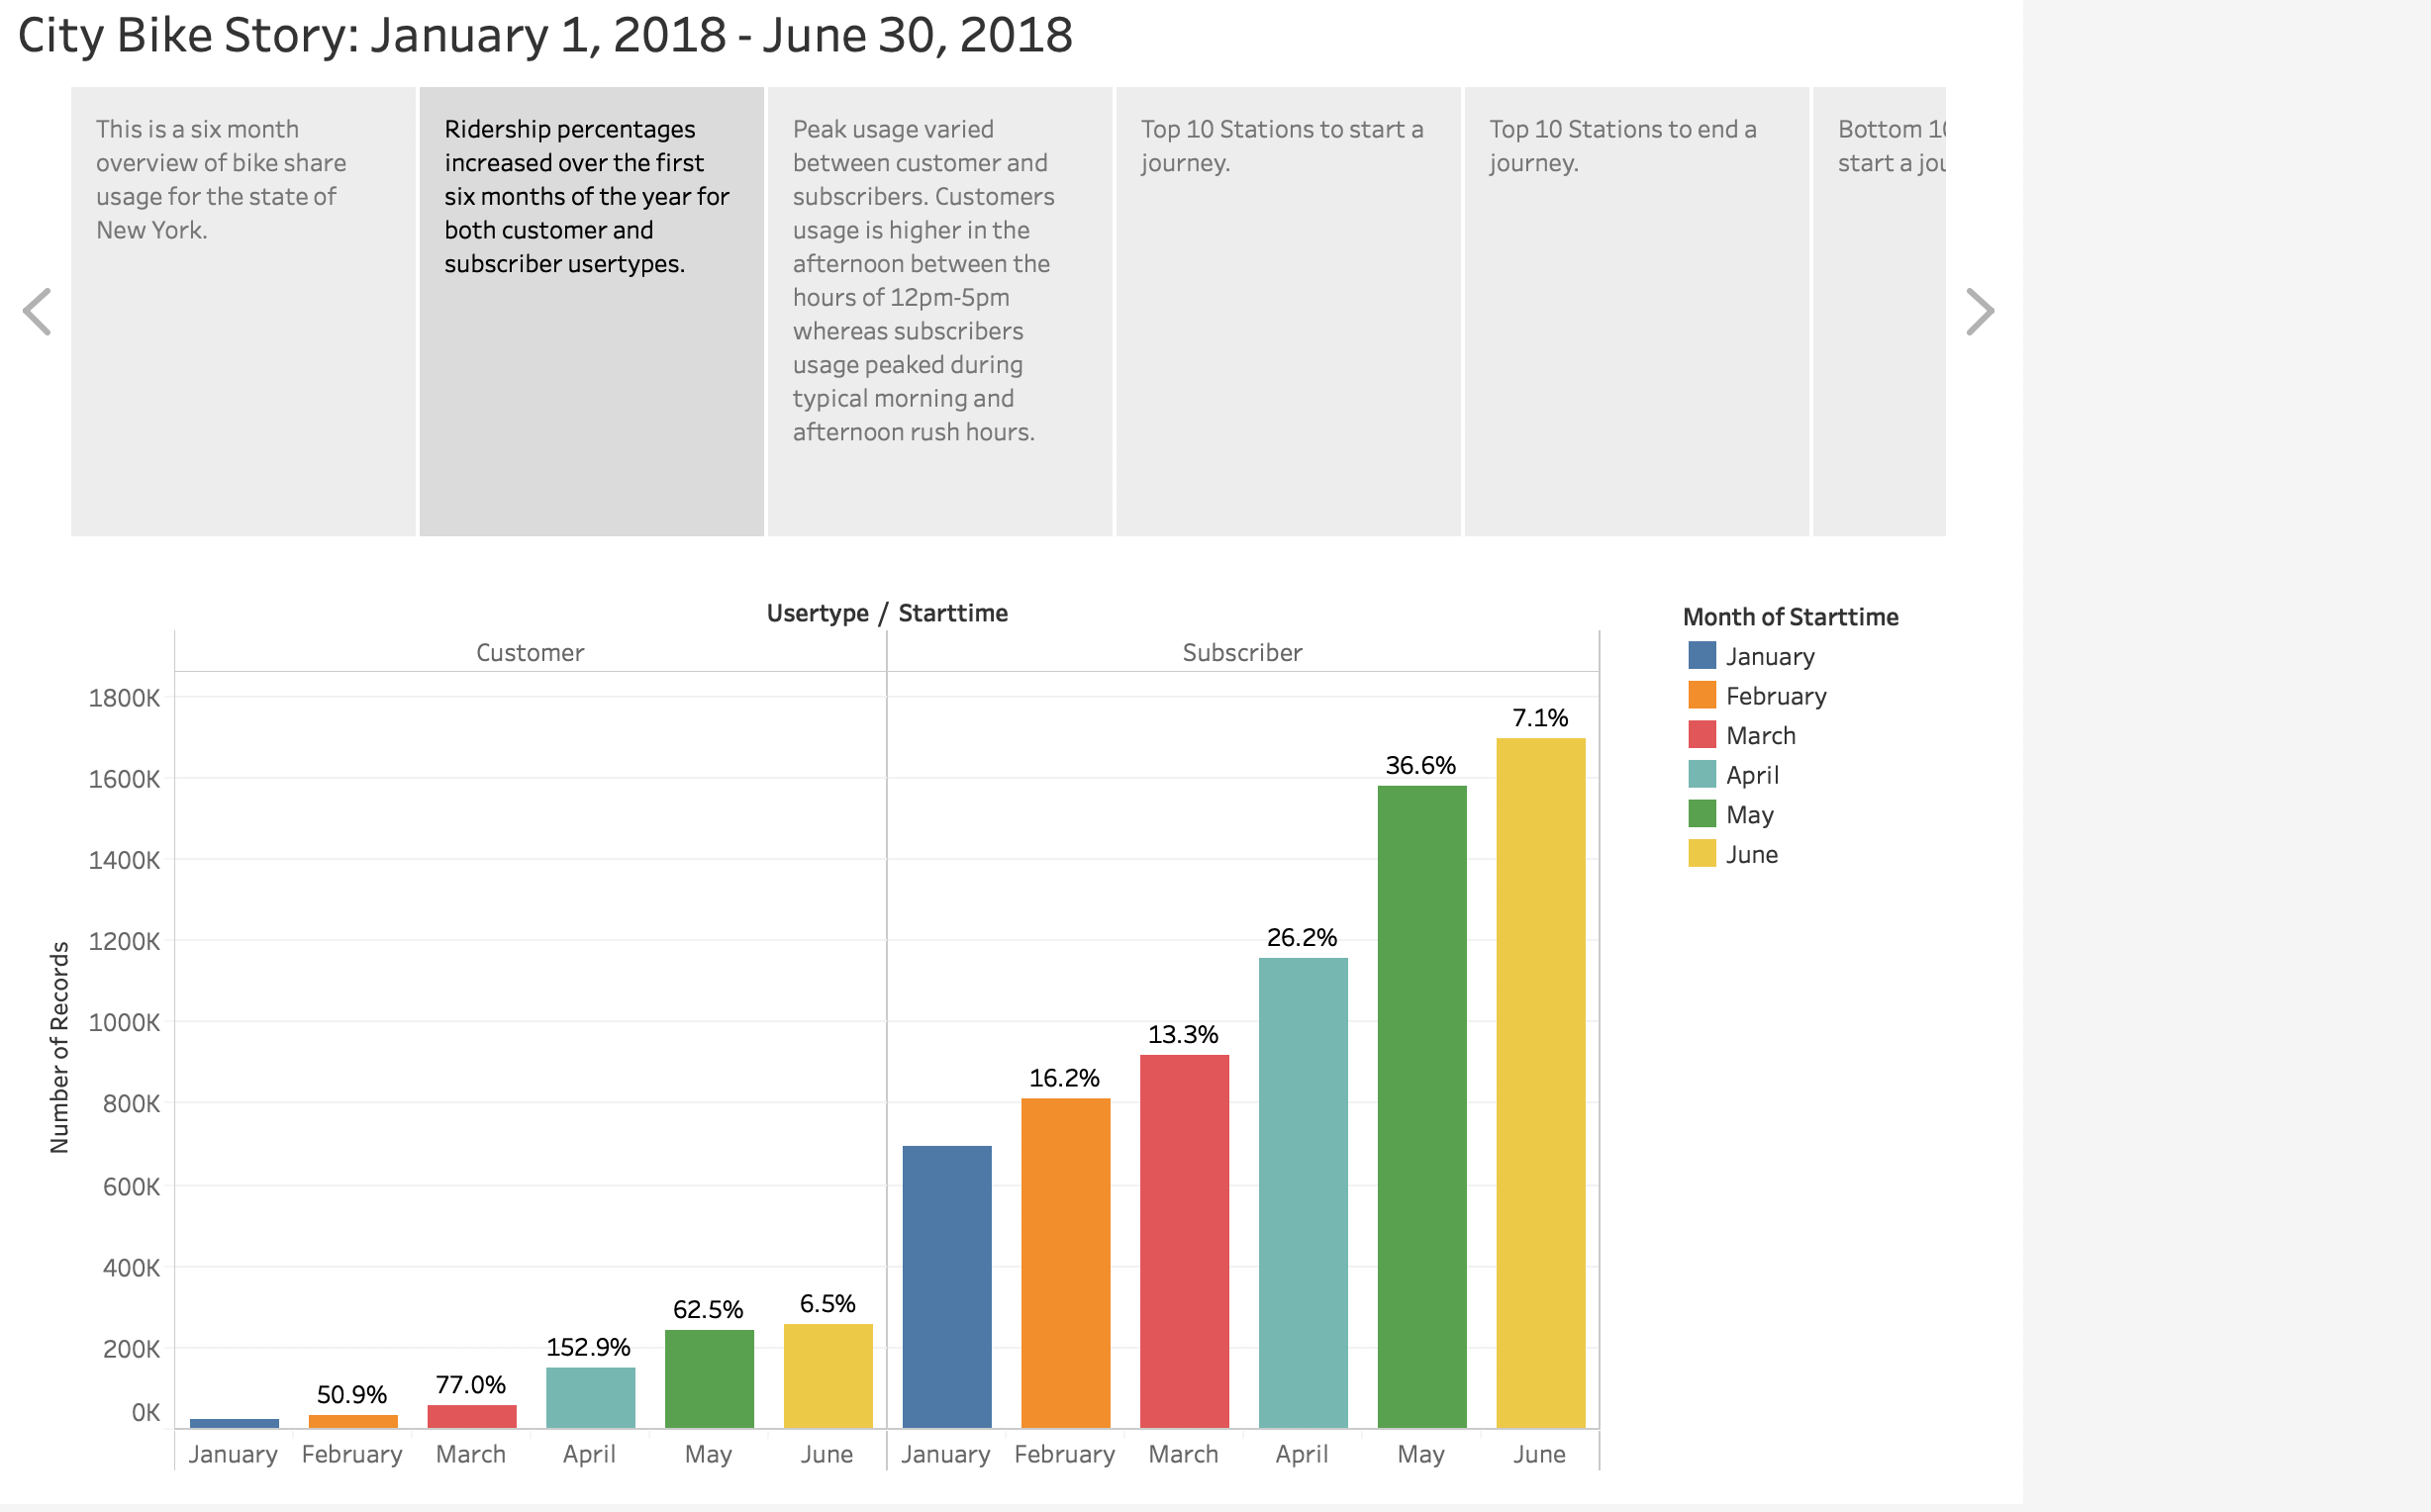 City Bike Story: January 1, 2018 - June 30, 2018
This is a six month
overview of bike share
usage for the state of
New York.
Ridership percentages
increased over the first
six months of the year for
both customer and
subscriber usertypes.
Peak usage varied
between customer and
subscribers. Customers
usage is higher in the
afternoon between the
hours of 12pm-5pm
whereas subscribers
usage peaked during
typical morning and
afternoon rush hours.
Top 10 Stations to start a
journey.
Top 10 Stations to end a
journey.
Bottom
start a
Usertype / Starttime
Customer
Subscriber
Number of Records
1800K
1600K
1400K
1200K
1000K
800K
600K
400K
200K
0K
50.9%
77.0%
152.9%
62.5%
6.5%
16.2%
13.3%
26.2%
36.6%
7.1%
January February March April May June January February March April May June
Month of Starttime
January
February
March
April
May
June